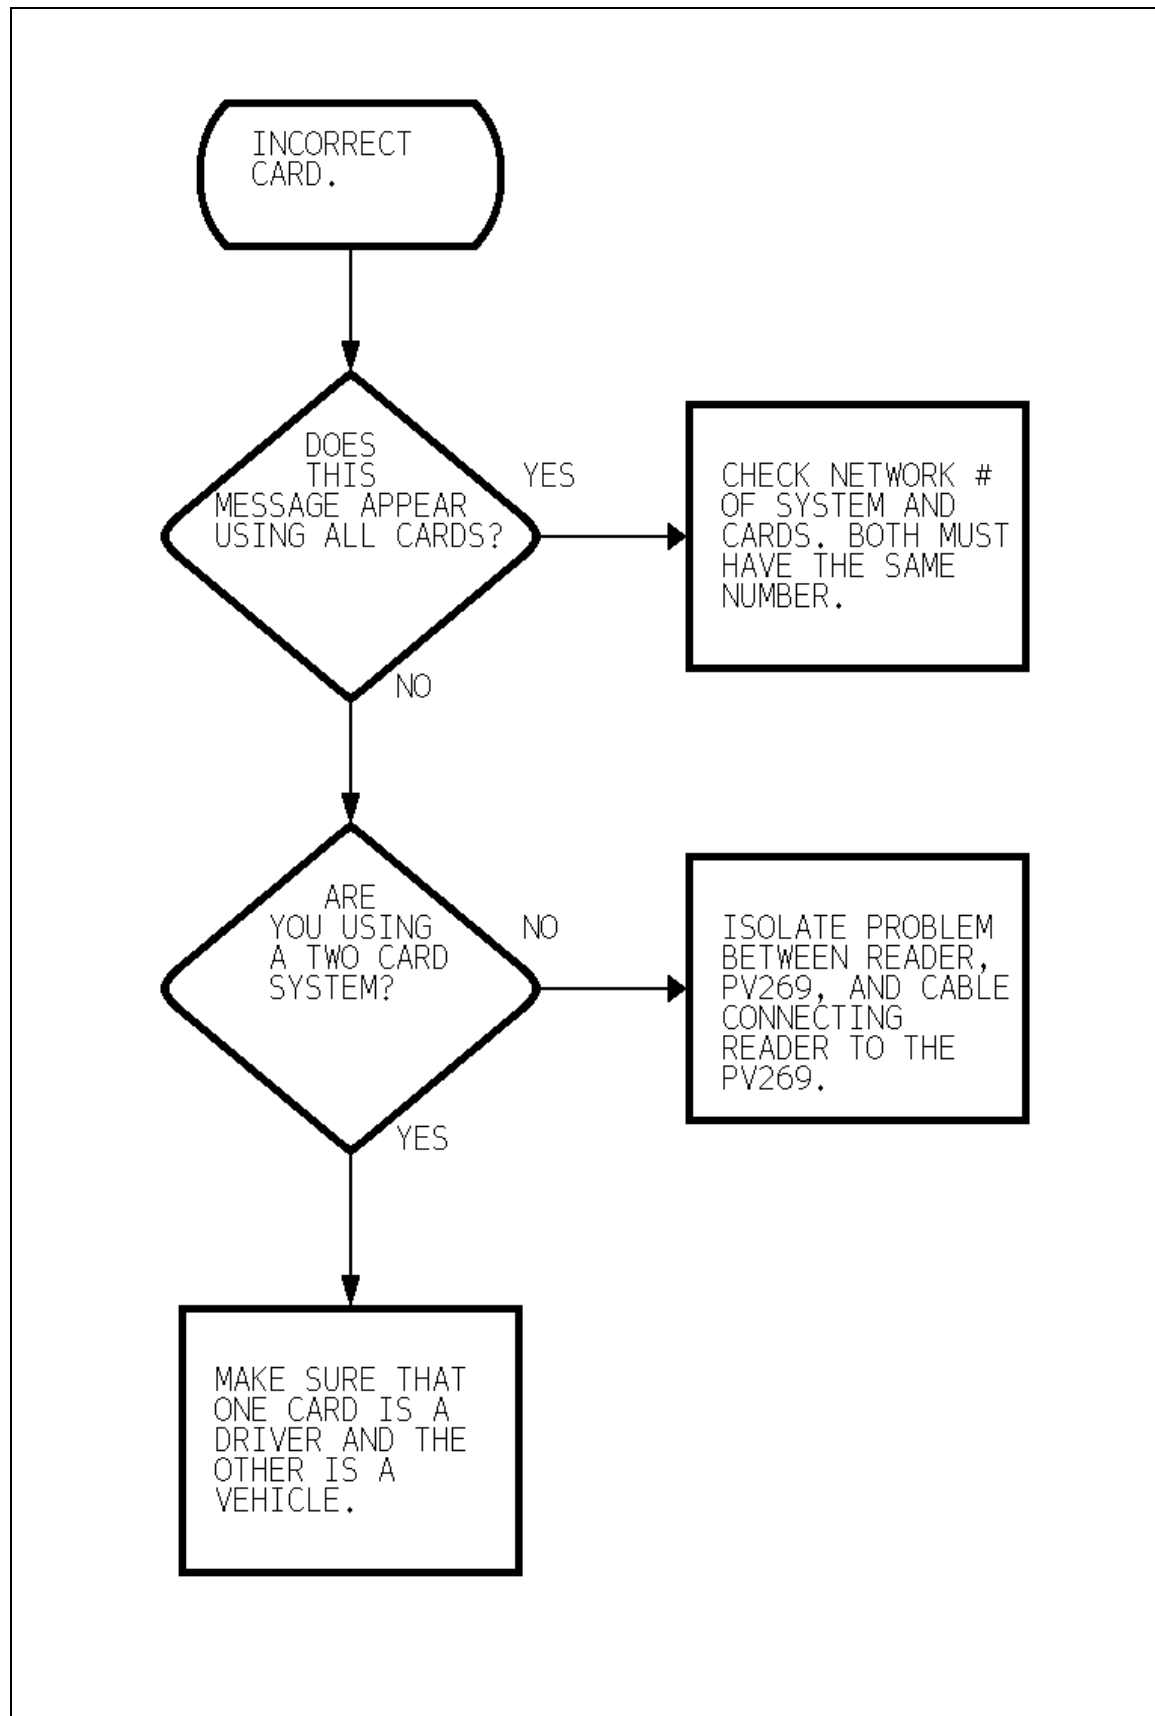 INCORRECT
CARD.
DOES
THIS
MESSAGE APPEAR
USING ALL CARDS?
YES
CHECK NETWORK #
OF SYSTEM AND
CARDS. BOTH MUST
HAVE THE SAME
NUMBER.
NO
ARE
YOU USING
A TWO CARD
SYSTEM?
NO
ISOLATE PROBLEM
BETWEEN READER,
PV269, AND CABLE
CONNECTING
READER TO THE
PV269.
YES
MAKE SURE THAT
ONE CARD IS A
DRIVER AND THE
OTHER IS A
VEHICLE.